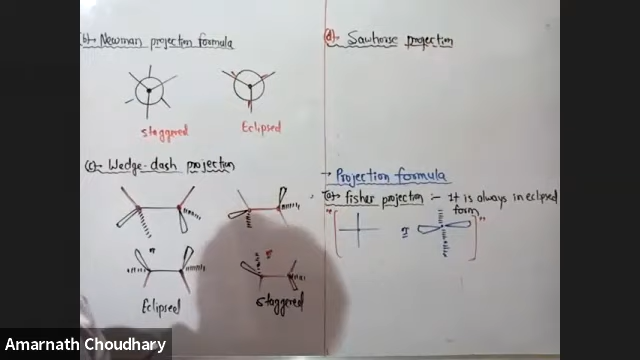 (b)→ Newman projection formula
staggered
Eclipsed
(c)→ Wedge-dash projection
Eclipsed
staggered
(d)→ Sawhorse projection
→ Projection formula
(a)→ fisher projection :- It is always in eclipsed
form
Amarnath Choudhary